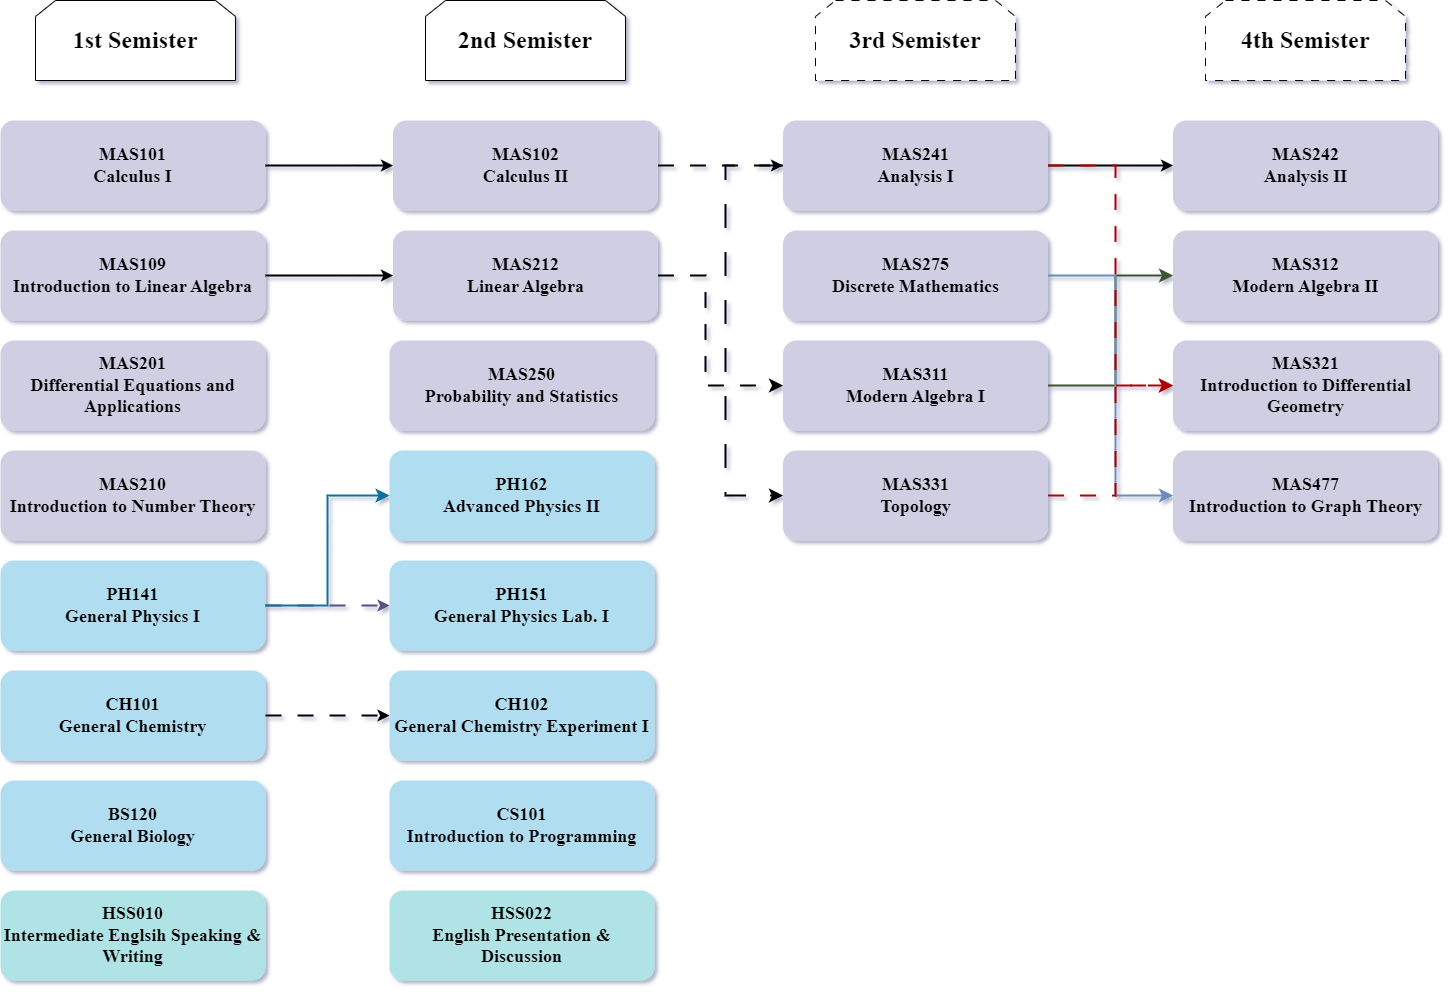 1st Semister
2nd Semister
3rd Semister
4th Semister
MAS101
Calculus I
MAS102
Calculus II
MAS241
Analysis I
MAS242
Analysis II
MAS109
Introduction to Linear Algebra
MAS212
Linear Algebra
MAS275
Discrete Mathematics
MAS312
Modern Algebra II
MAS201
Differential Equations and
Applications
MAS250
Probability and Statistics
MAS311
Modern Algebra I
MAS321
Introduction to Differential
Geometry
MAS210
Introduction to Number Theory
PH162
Advanced Physics II
MAS331
Topology
MAS477
Introduction to Graph Theory
PH141
General Physics I
PH151
General Physics Lab. I
CH101
General Chemistry
CH102
General Chemistry Experiment I
BS120
General Biology
CS101
Introduction to Programming
HSS010
Intermediate Englsih Speaking &
Writing
HSS022
English Presentation &
Discussion